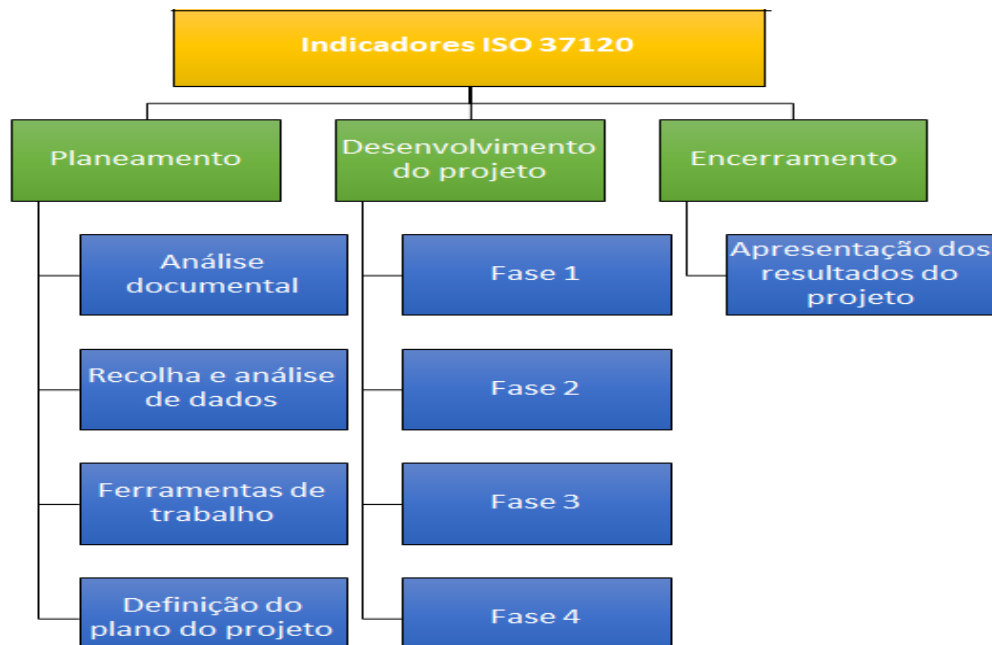 Indicadores ISO 37120
Planeamento
Desenvolvimento
do projeto
Encerramento
Análise
documental
Recolha e análise
de dados
Ferramentas de
trabalho
Definição do
plano do projeto
Fase 1
Fase 2
Fase 3
Fase 4
Apresentação dos
resultados do
projeto